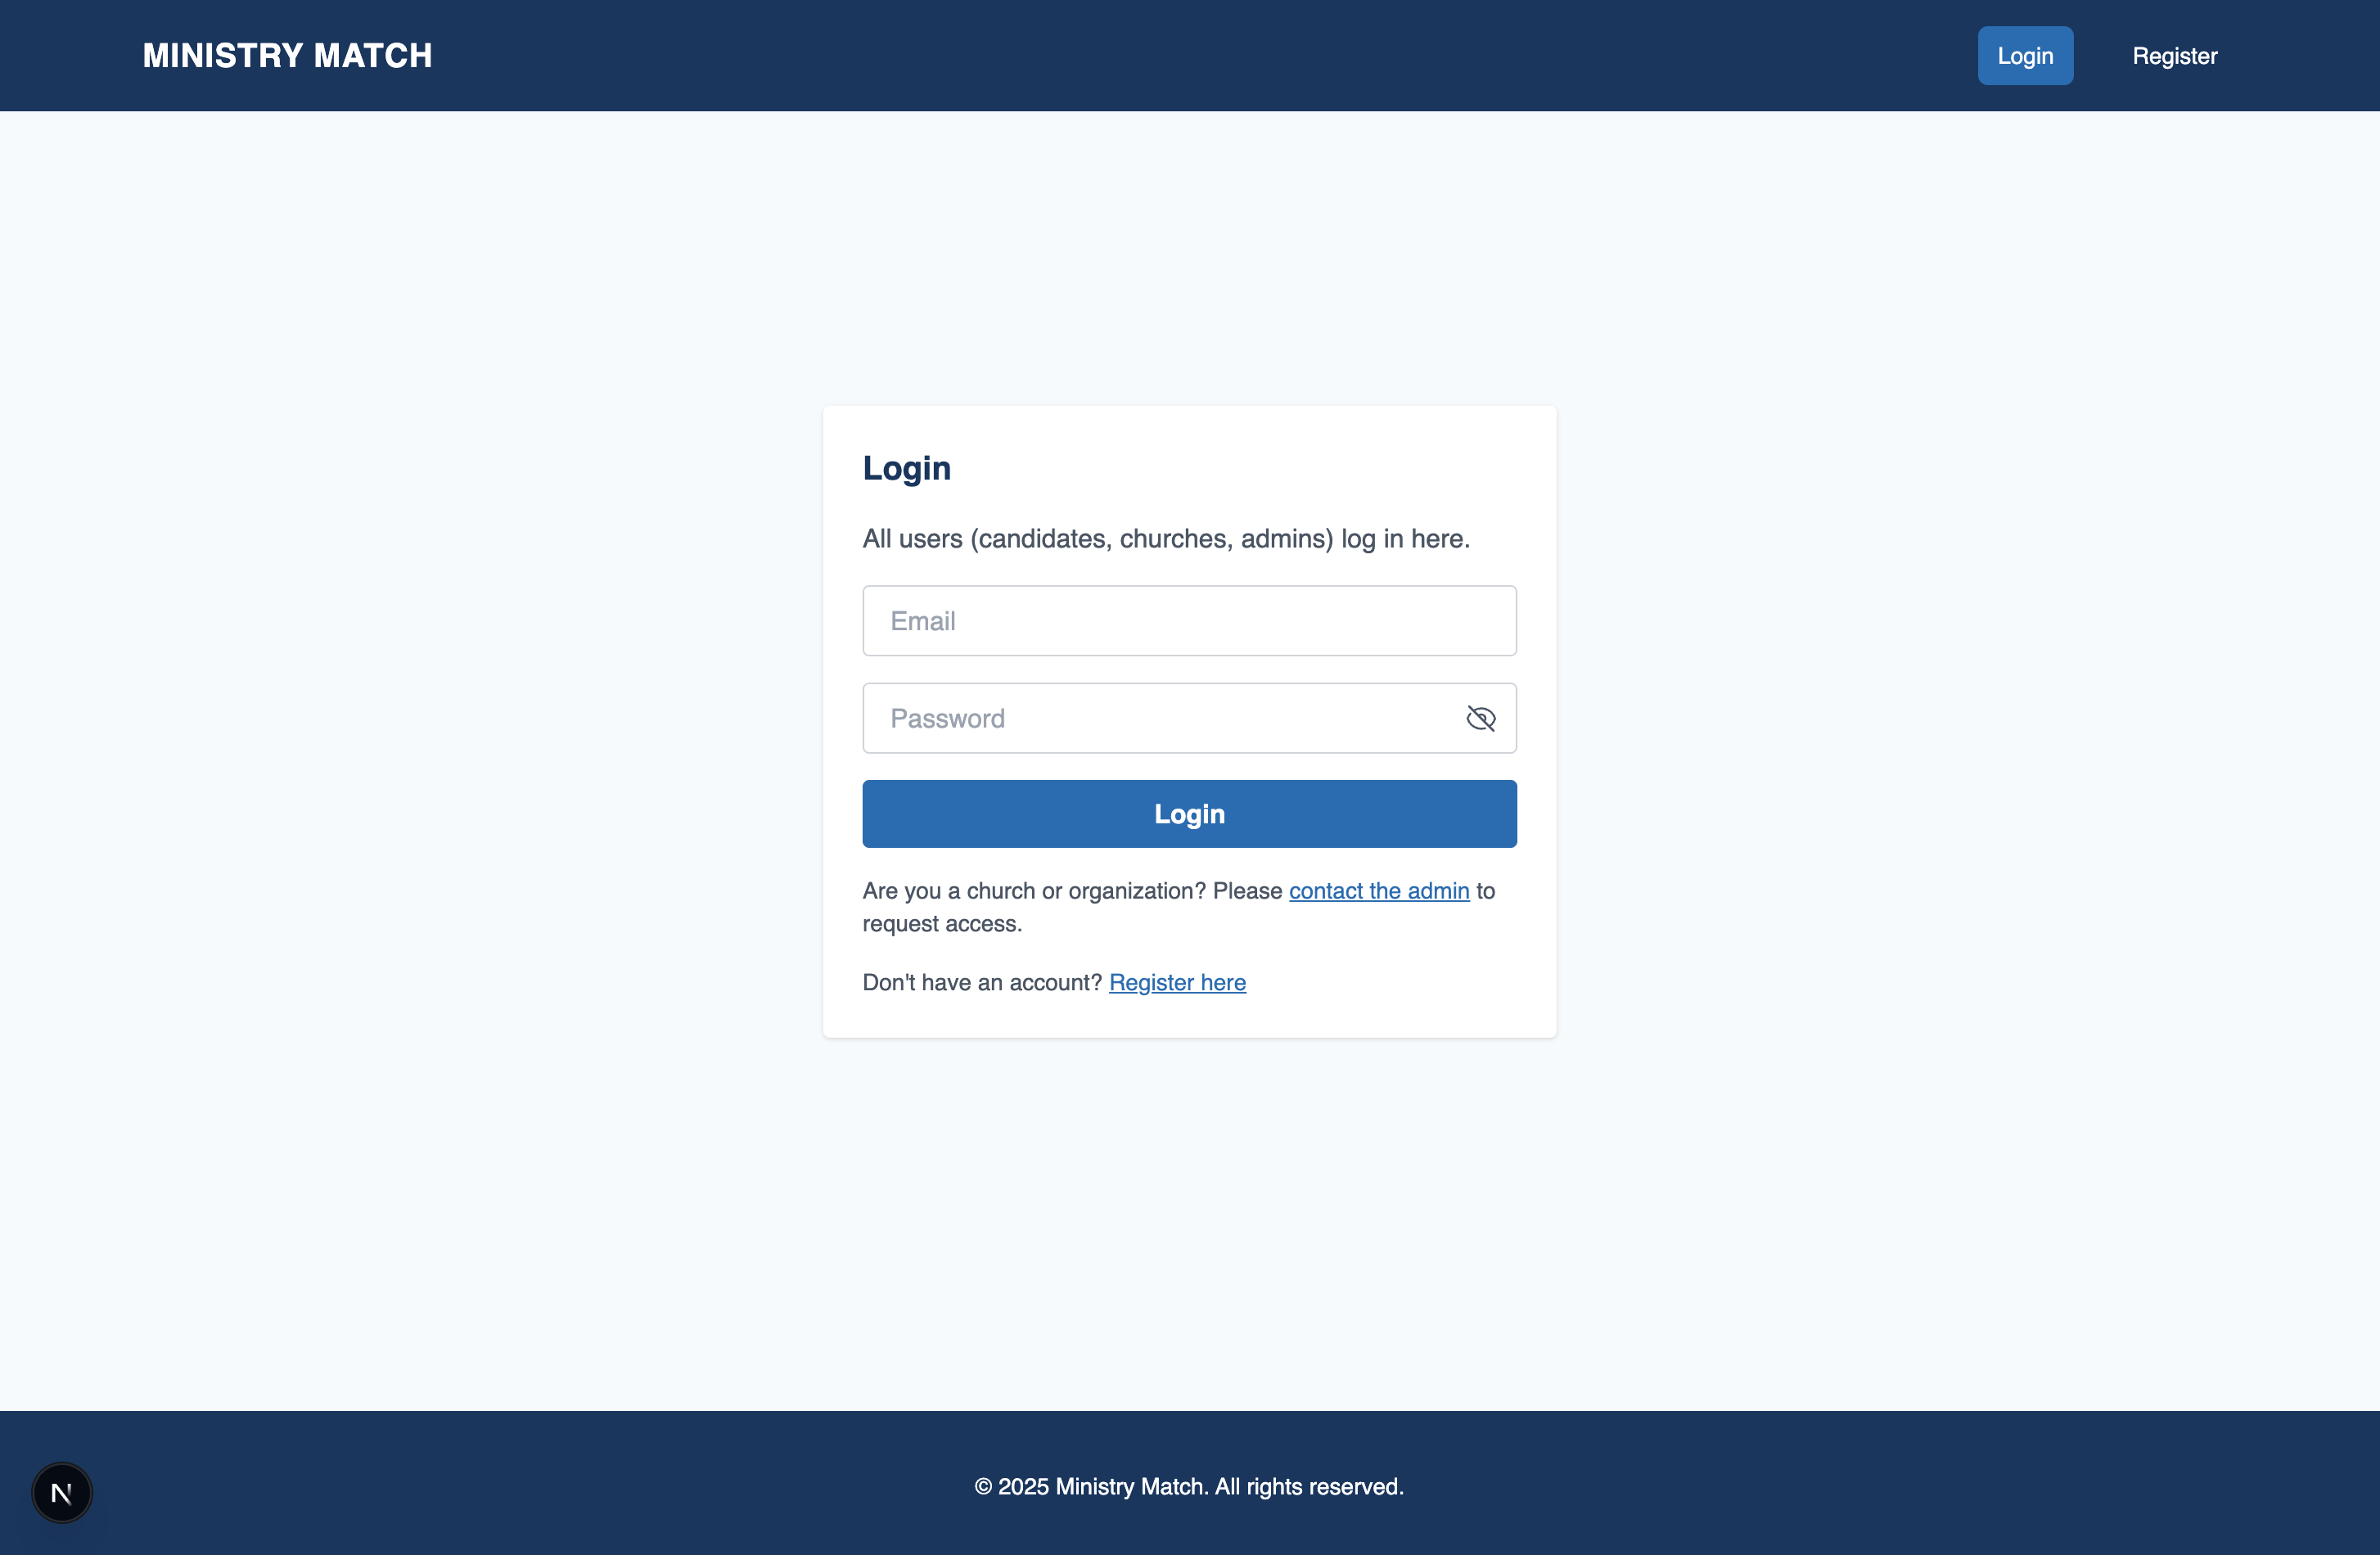 MINISTRY MATCH
Login
Register
Login
All users (candidates, churches, admins) log in here.
Email
Password
Login
Are you a church or organization? Please contact the admin to
request access.
Don't have an account? Register here
© 2025 Ministry Match. All rights reserved.
N